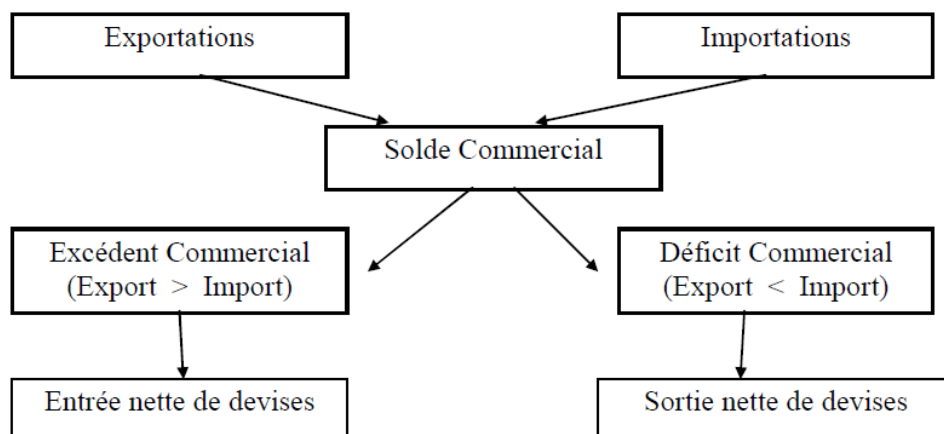 Exportations
Importations
Solde Commercial
Excédent Commercial
(Export > Import)
Déficit Commercial
(Export < Import)
Entrée nette de devises
Sortie nette de devises